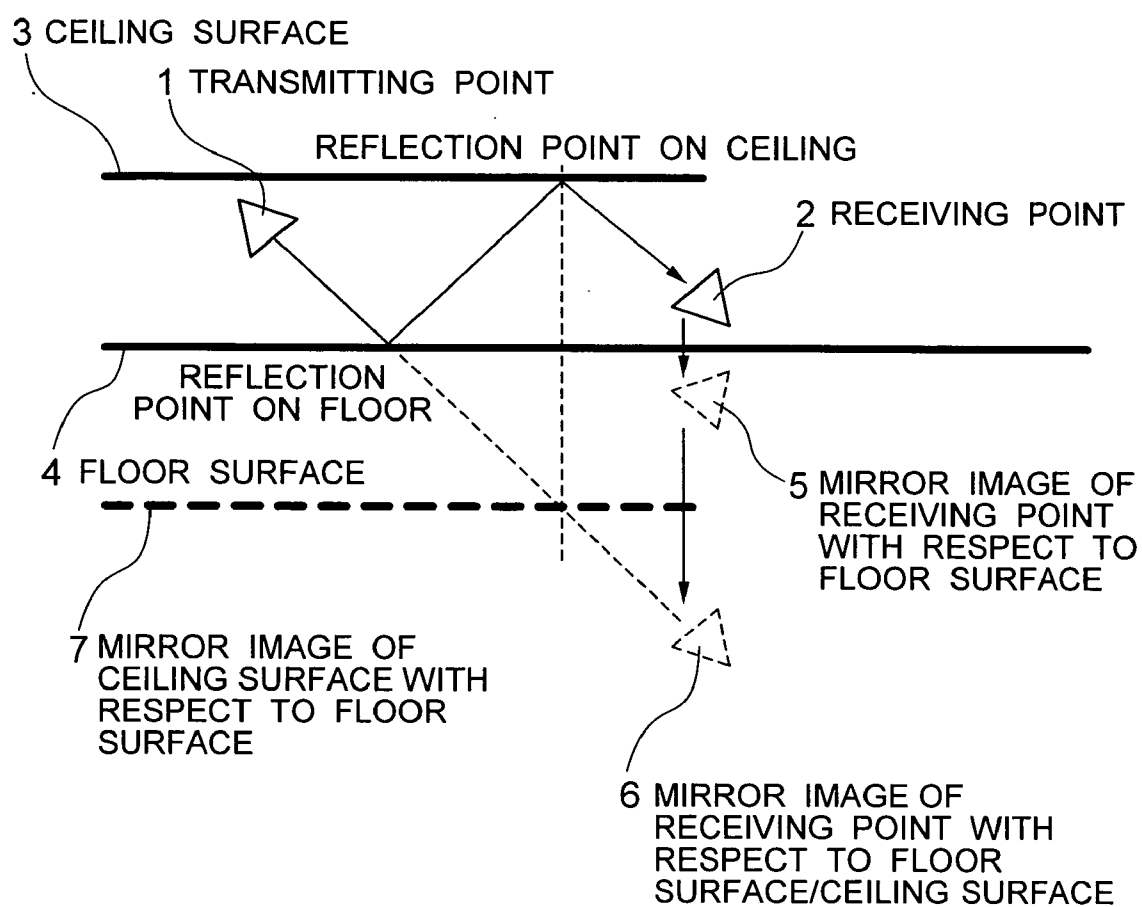 3 CEILING SURFACE
1 TRANSMITTING POINT
REFLECTION POINT ON CEILING
2 RECEIVING POINT
REFLECTION
POINT ON FLOOR
4 FLOOR SURFACE
5 MIRROR IMAGE OF
RECEIVING POINT
WITH RESPECT TO
FLOOR SURFACE
7 MIRROR IMAGE OF
CEILING SURFACE WITH
RESPECT TO FLOOR
SURFACE
6 MIRROR IMAGE OF
RECEIVING POINT WITH
RESPECT TO FLOOR
SURFACE/CEILING SURFACE